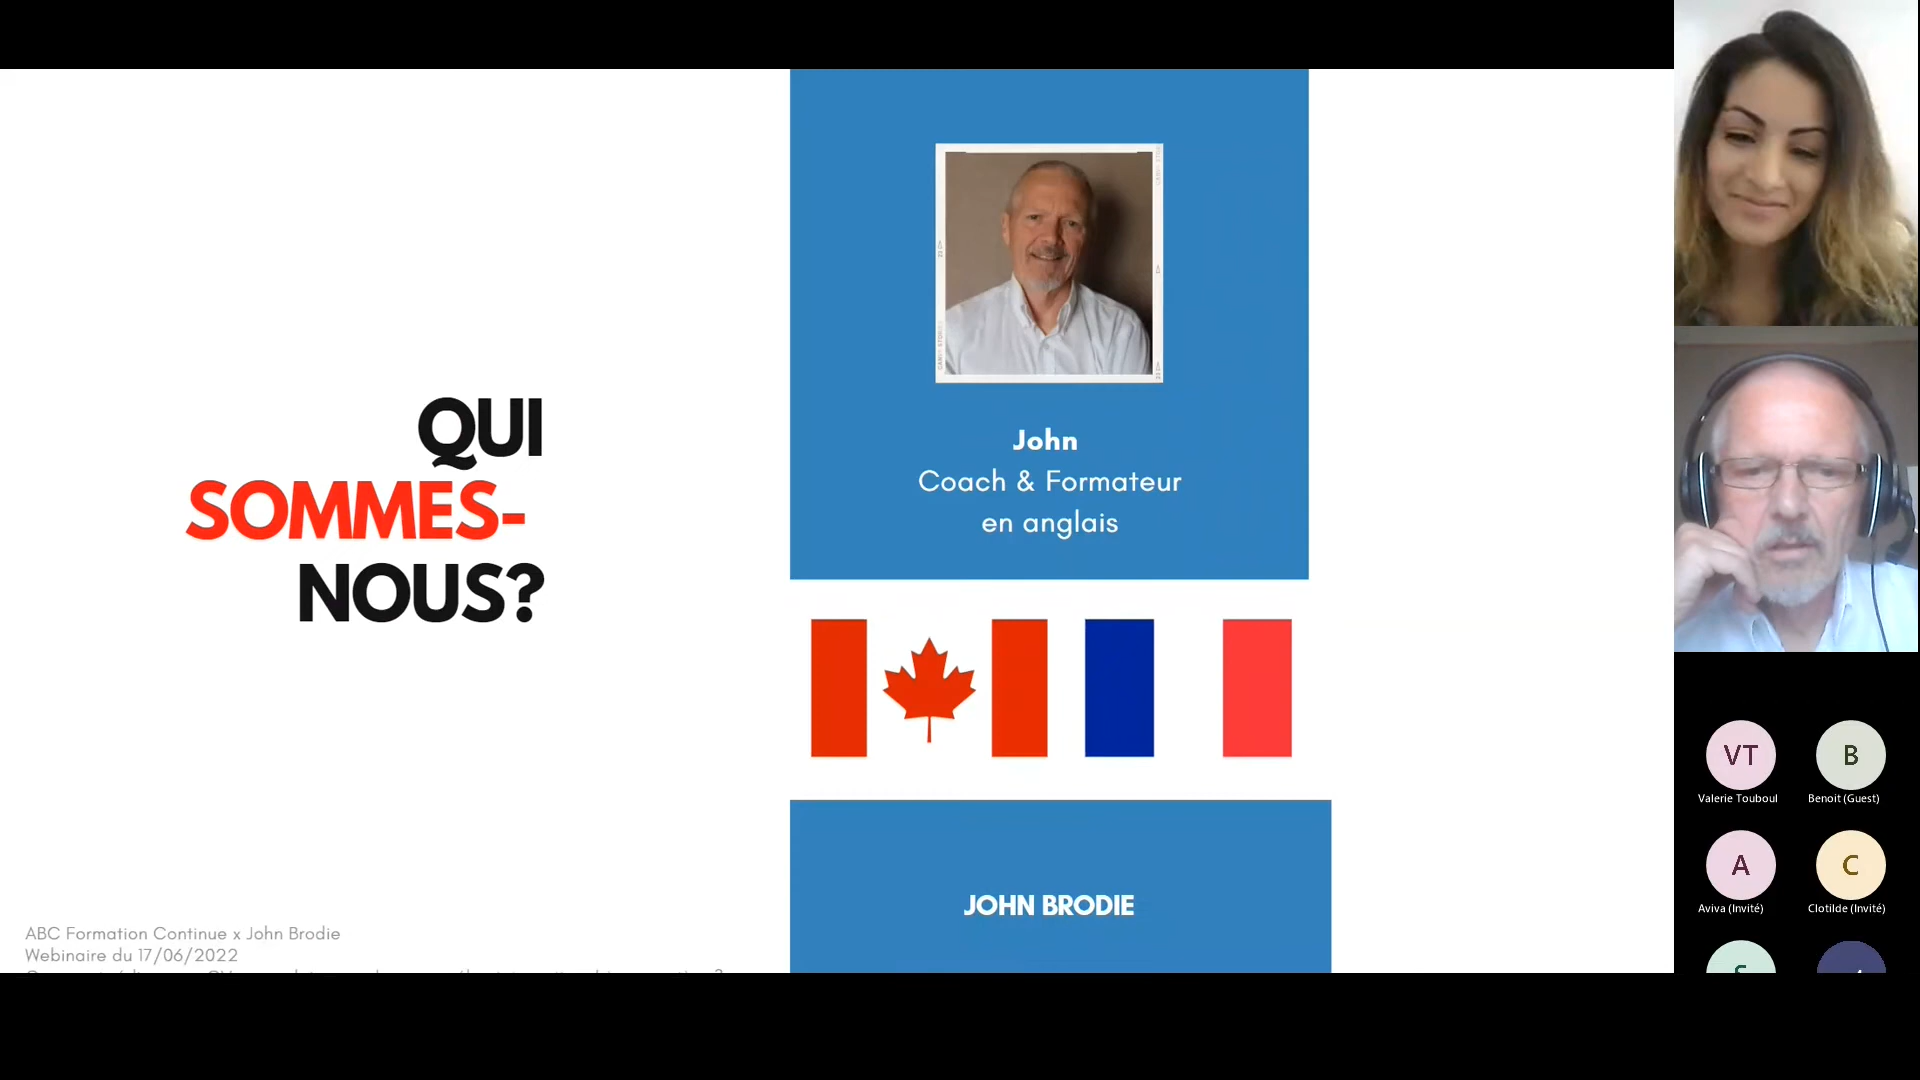 QUI
SOMMES-
NOUS?
John
Coach & Formateur
en anglais
JOHN BRODIE
ABC Formation Continue x John Brodie
Webinaire du 17/06/2022
VT
Valerie Touboul
B
Benoit (Guest)
A
Aviva (Invité)
C
Clotilde (Invité)